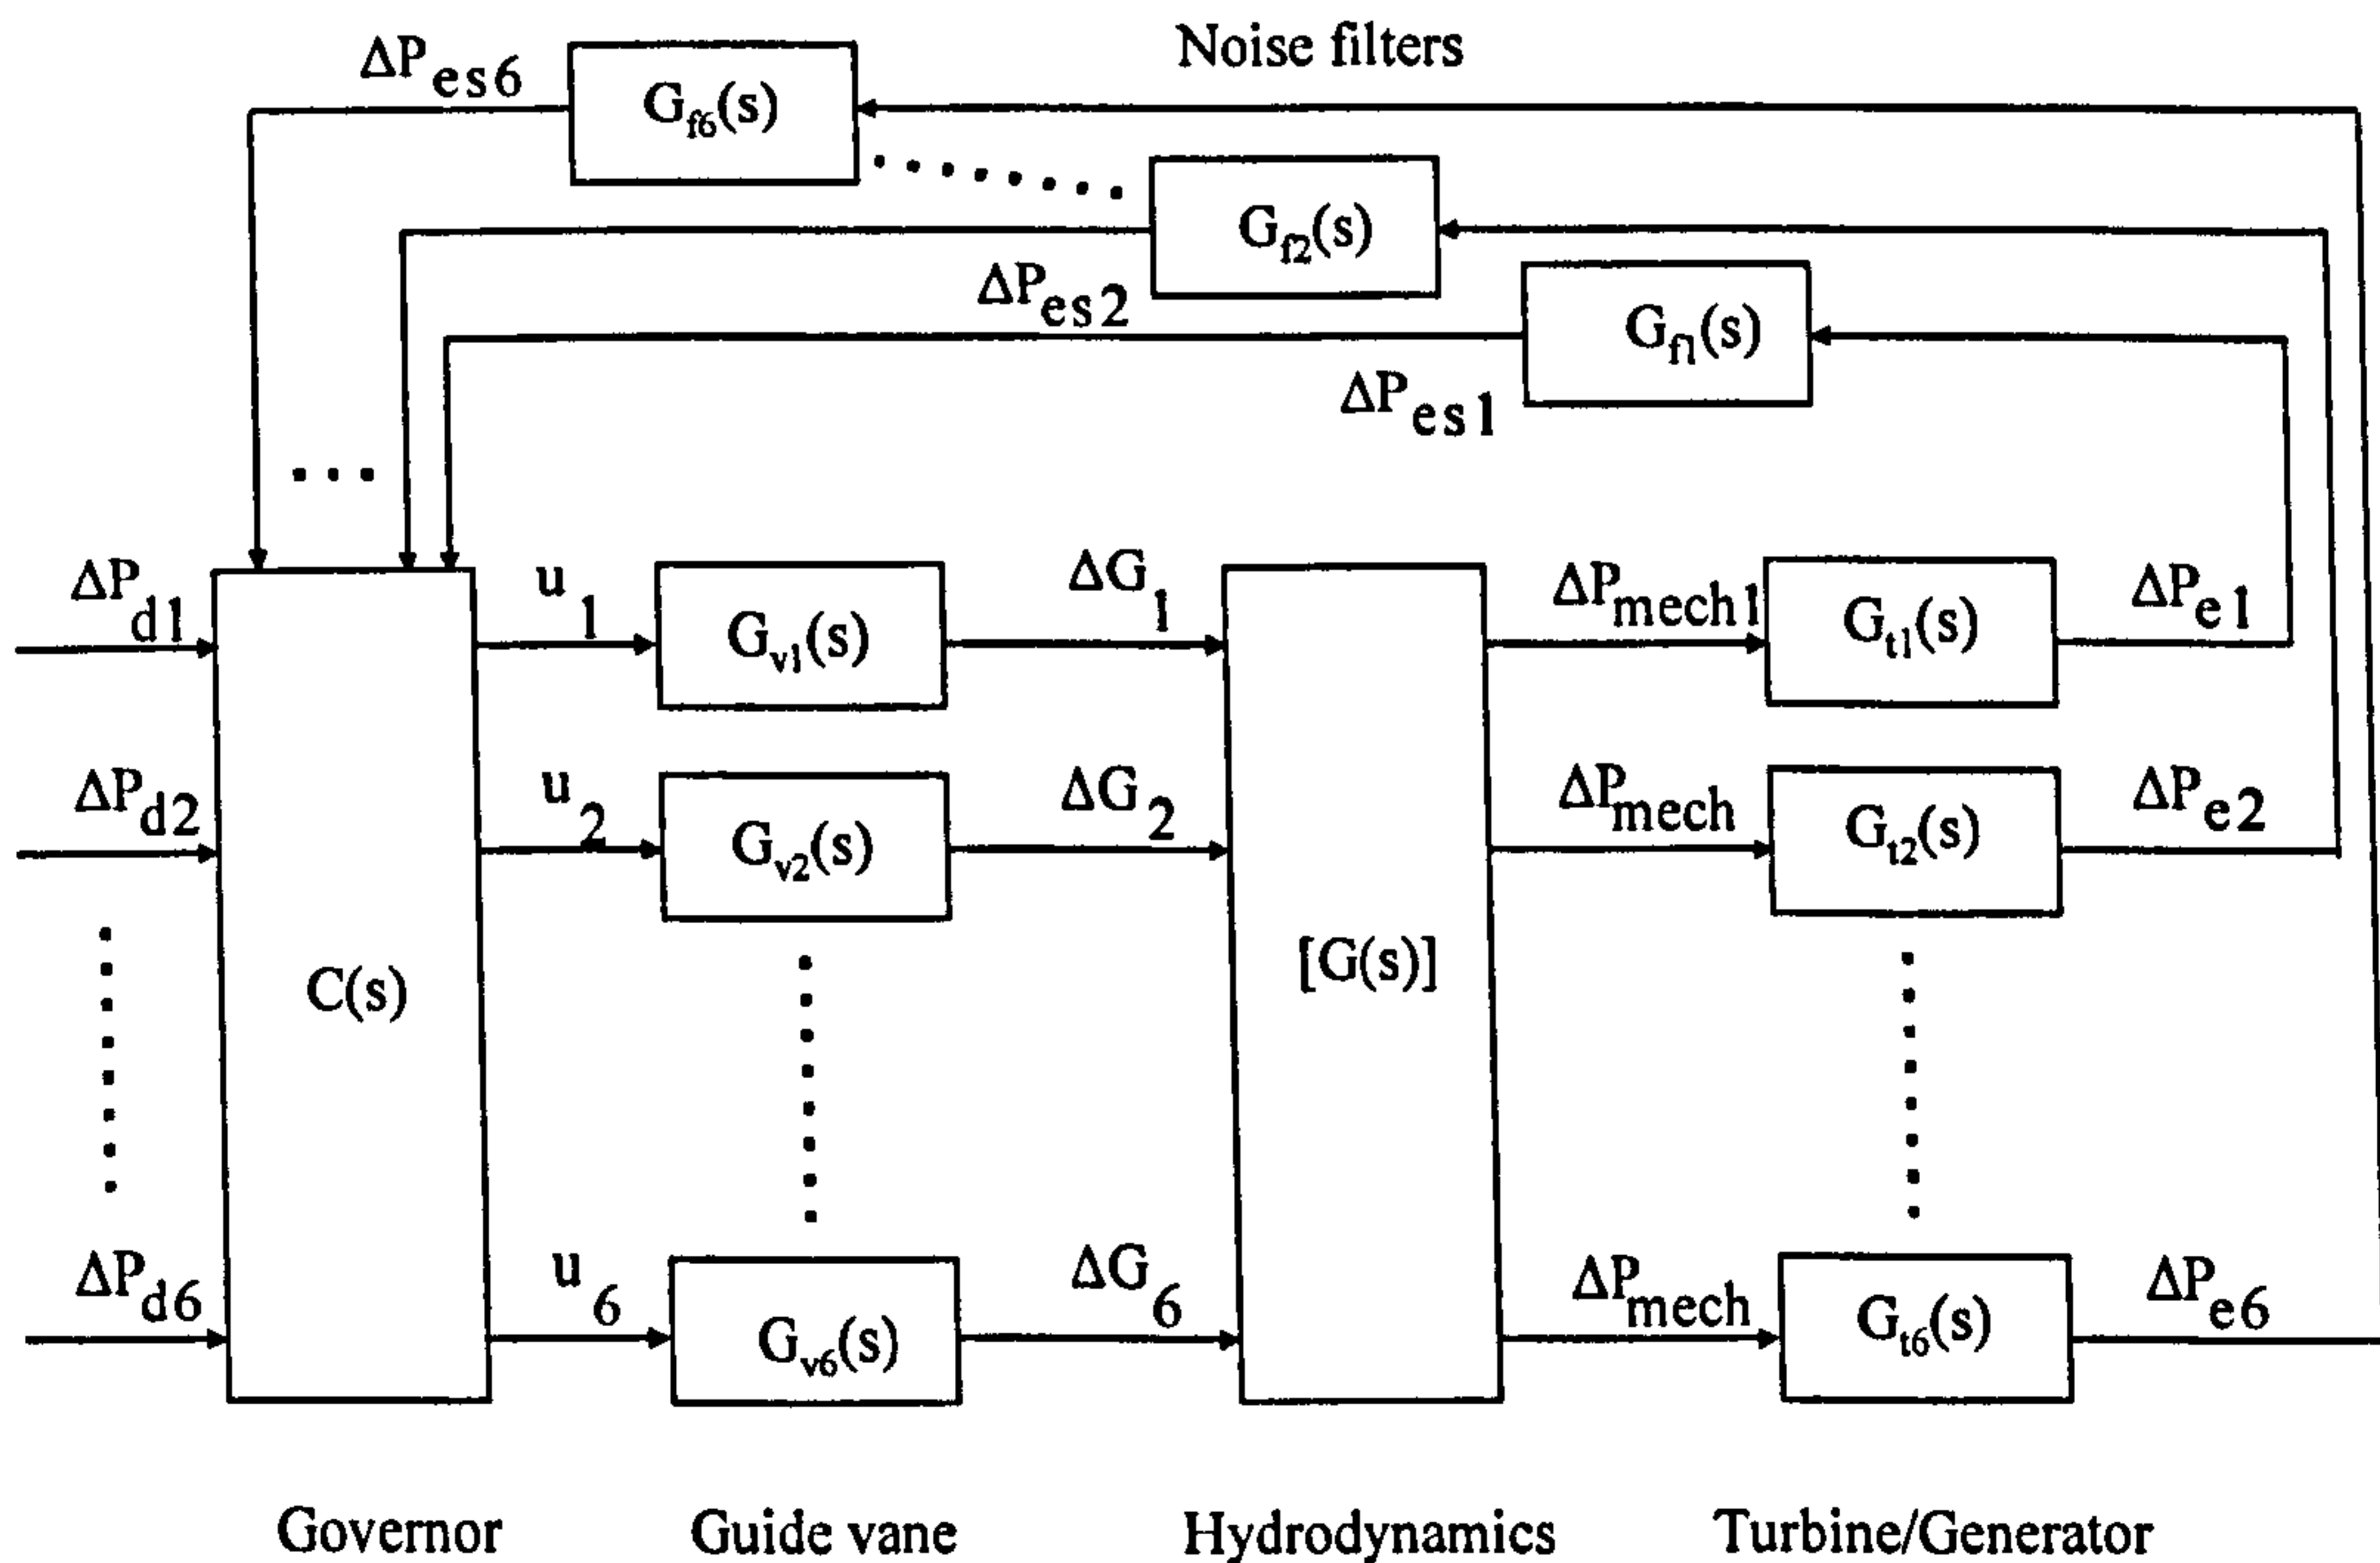 Noise filters
ΔPes6
Gf6(s)
Gf2(s)
ΔPes2
Gf1(s)
ΔPes1
ΔPd1
u1
Gv1(s)
ΔG1
ΔPmech1
Gt1(s)
ΔPe1
ΔPd2
u2
Gv2(s)
ΔG2
ΔPmech
Gt2(s)
ΔPe2
C(s)
[G(s)]
ΔPd6
u6
Gv6(s)
ΔG6
ΔPmech
Gt6(s)
ΔPe6
Governor
Guide vane
Hydrodynamics
Turbine/Generator